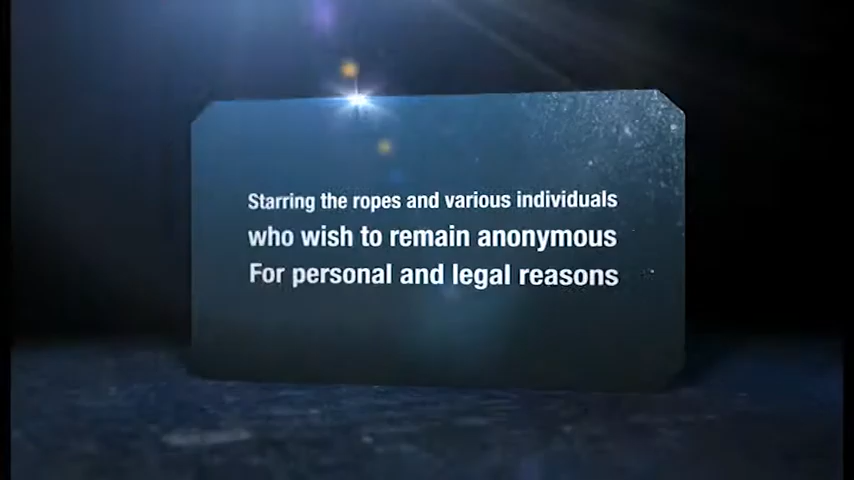 Starring the ropes and various individuals
who wish to remain anonymous
For personal and legal reasons